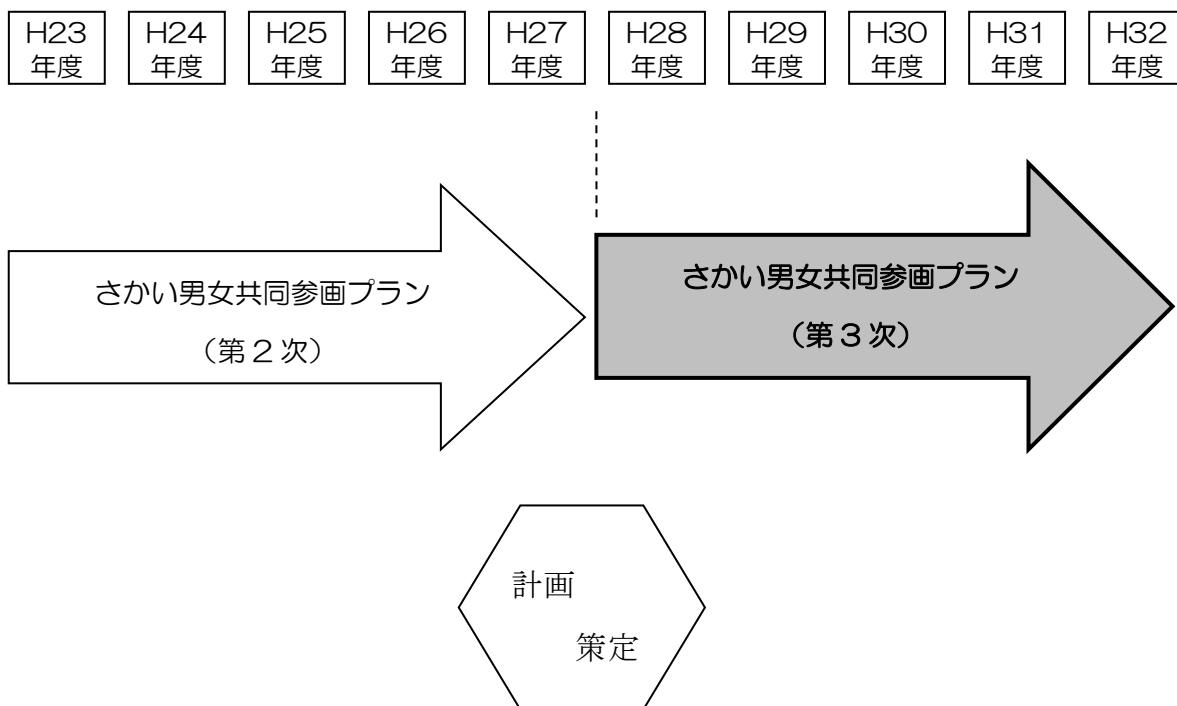 H23 H24 H25 H26 H27 H28 H29 H30 H31 H32
年度 年度 年度 年度 年度 年度 年度 年度 年度 年度
さかい男女共同参画プラン
（第２次）
さかい男女共同参画プラン
（第３次）
計画
策定